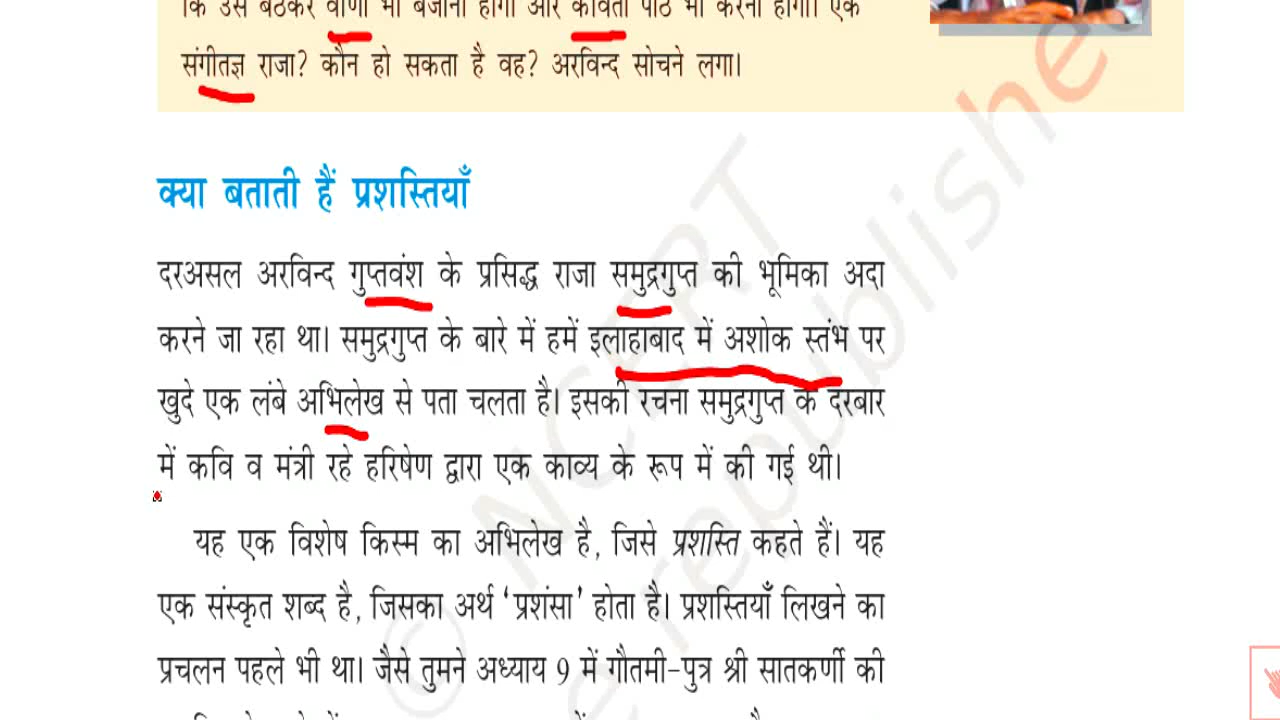 कि उसे बैठकर वीणा भी बजानी होगी और कविता पाठ भी करना होगा। एक
संगीतज्ञ राजा? कौन हो सकता है वह? अरविन्द सोचने लगा।
क्या बताती हैं प्रशस्तियाँ
दरअसल अरविन्द गुप्तवंश के प्रसिद्ध राजा समुद्रगुप्त की भूमिका अदा
करने जा रहा था। समुद्रगुप्त के बारे में हमें इलाहाबाद में अशोक स्तंभ पर
खुदे एक लंबे अभिलेख से पता चलता है। इसकी रचना समुद्रगुप्त के दरबार
में कवि व मंत्री रहे हरिषेण द्वारा एक काव्य के रूप में की गई थी।
यह एक विशेष किस्म का अभिलेख है, जिसे प्रशस्ति कहते हैं। यह
एक संस्कृत शब्द है, जिसका अर्थ ‘प्रशंसा’ होता है। प्रशस्तियाँ लिखने का
प्रचलन पहले भी था। जैसे तुमने अध्याय 9 में गौतमी-पुत्र श्री सातकर्णी की
© NCERT
be republished